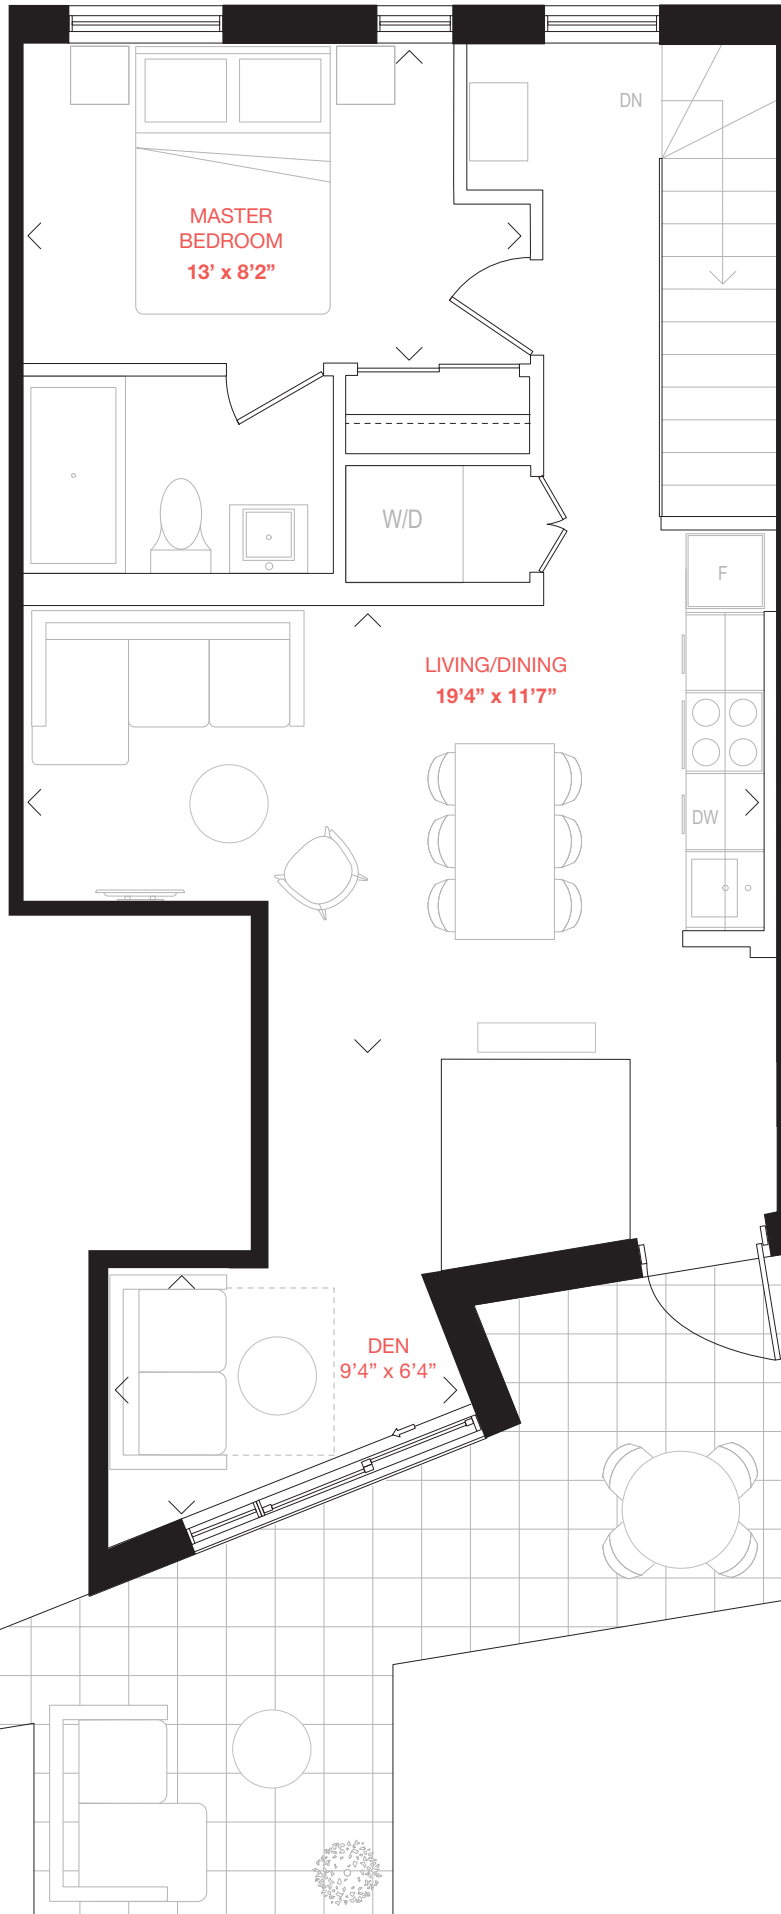 DN
MASTER
BEDROOM
13’ x 8’2”
W/D
F
LIVING/DINING
19’4” x 11’7”
DW
DEN
9’4” x 6’4”